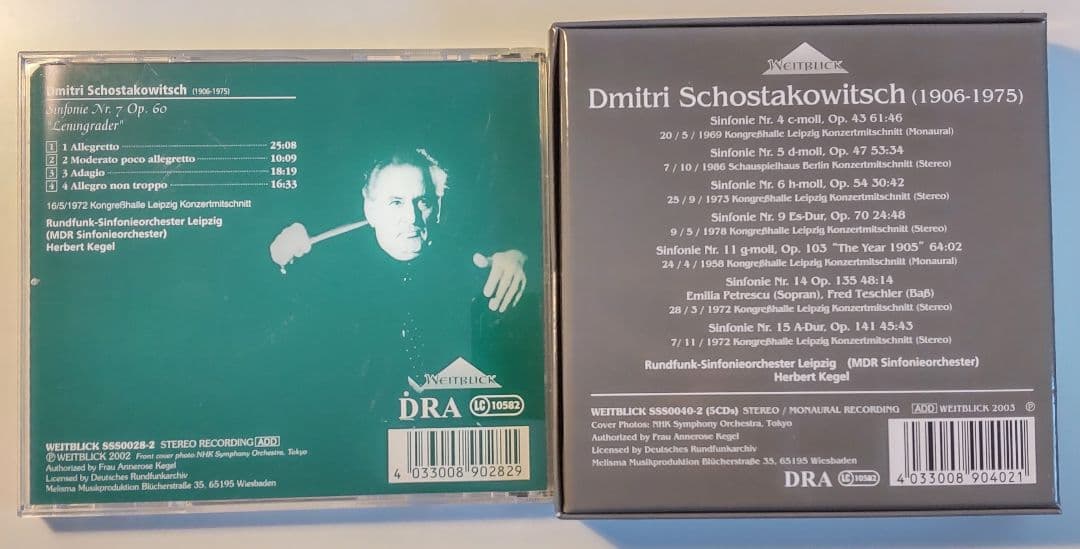 Dmitri Schostakowitsch (1906-1975)
Sinfonie Nr. 7 Op. 60
"Leningrader"
1 1 Allegretto 25:08
2 2 Moderato poco allegretto 10:09
3 3 Adagio 18:19
4 4 Allegro non troppo 16:33
16/5/1972 Kongreßhalle Leipzig Konzertmitschnitt
Rundfunk-Sinfonieorchester Leipzig
(MDR Sinfonieorchester)
Herbert Kegel
WEITBLICK
DRA LC 10582
WEITBLICK SSS0028-2 STEREO RECORDING ADD
℗ WEITBLICK 2002 Front cover photo NHK Symphony Orchestra, Tokyo
Authorized by Frau Annerose Kegel
Licensed by Deutsches Rundfunkarchiv
Melisma Musikproduktion Blücherstraße 35, 65195 Wiesbaden
4 033008 902829
WEITBLICK
Dmitri Schostakowitsch (1906-1975)
Sinfonie Nr. 4 c-moll, Op. 43 61:46
20 / 5 / 1969 Kongreßhalle Leipzig Konzertmitschnitt (Monaural)
Sinfonie Nr. 5 d-moll, Op. 47 53:34
7 / 10 / 1986 Schauspielhaus Berlin Konzertmitschnitt (Stereo)
Sinfonie Nr. 6 h-moll, Op. 54 30:42
25 / 9 / 1973 Kongreßhalle Leipzig Konzertmitschnitt (Stereo)
Sinfonie Nr. 9 Es-Dur, Op. 70 24:48
9 / 5 / 1978 Kongreßhalle Leipzig Konzertmitschnitt (Stereo)
Sinfonie Nr. 11 g-moll, Op. 103 "The Year 1905" 64:02
24 / 4 / 1958 Kongreßhalle Leipzig Konzertmitschnitt (Monaural)
Sinfonie Nr. 14 Op. 135 48:14
Emilia Petrescu (Sopran), Fred Teschler (Baß)
28 / 3 / 1972 Kongreßhalle Leipzig Konzertmitschnitt (Stereo)
Sinfonie Nr. 15 A-Dur, Op. 141 45:43
7 / 11 / 1972 Kongreßhalle Leipzig Konzertmitschnitt (Stereo)
Rundfunk-Sinfonieorchester Leipzig (MDR Sinfonieorchester)
Herbert Kegel
WEITBLICK SSS0040-2 (5CDs) STEREO / MONAURAL RECORDING ADD WEITBLICK 2003 ℗
Cover Photos: NHK Symphony Orchestra, Tokyo
Authorized by Frau Annerose Kegel
Licensed by Deutsches Rundfunkarchiv
Melisma Musikproduktion Blücherstraße 35, 65195 Wiesbaden
DRA LC 10582
4 033008 904021